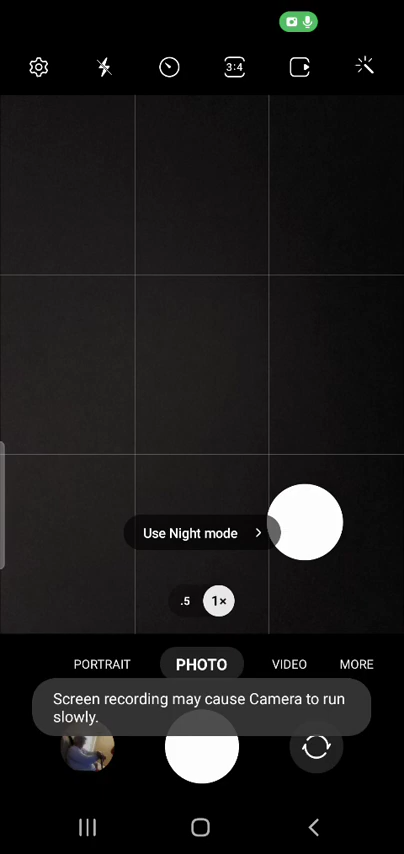 3:4
Use Night mode
.5
1×
PORTRAIT
PHOTO
VIDEO
MORE
Screen recording may cause Camera to run
slowly.